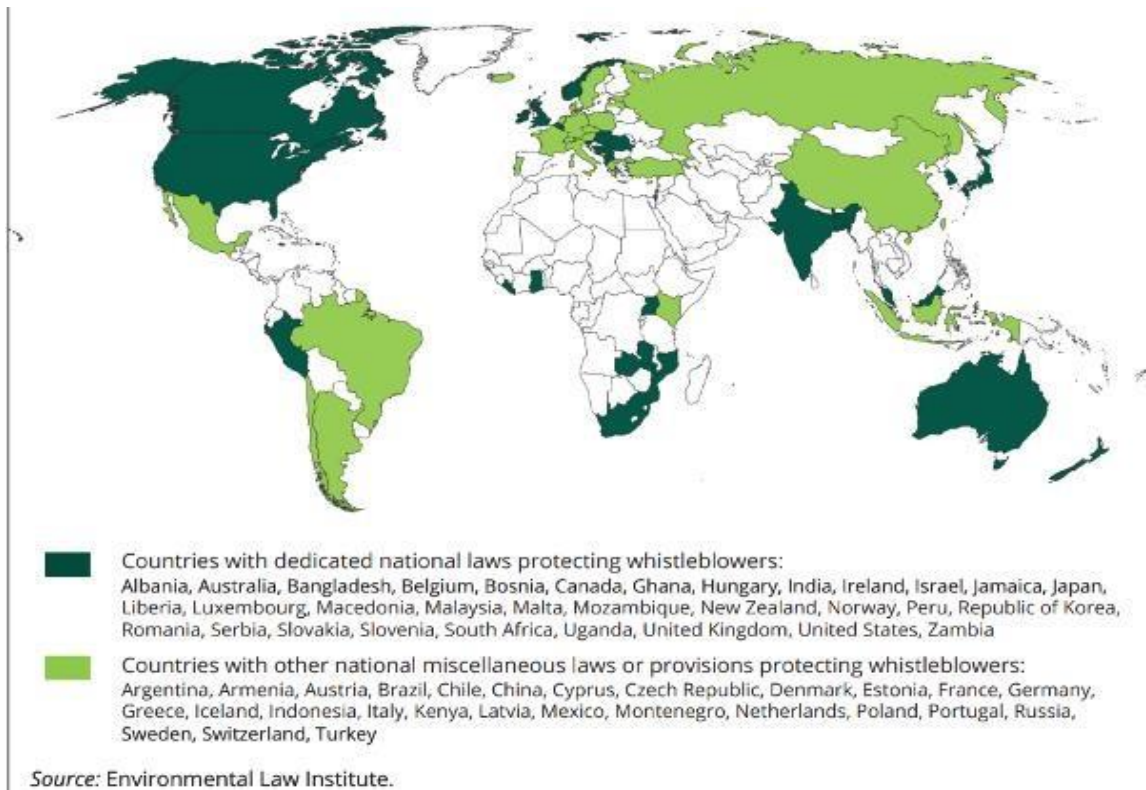 Countries with dedicated national laws protecting whistleblowers:
Albania, Australia, Bangladesh, Belgium, Bosnia, Canada, Ghana, Hungary, India, Ireland, Israel, Jamaica, Japan,
Liberia, Luxembourg, Macedonia, Malaysia, Malta, Mozambique, New Zealand, Norway, Peru, Republic of Korea,
Romania, Serbia, Slovakia, Slovenia, South Africa, Uganda, United Kingdom, United States, Zambia
Countries with other national miscellaneous laws or provisions protecting whistleblowers:
Argentina, Armenia, Austria, Brazil, Chile, China, Cyprus, Czech Republic, Denmark, Estonia, France, Germany,
Greece, Iceland, Indonesia, Italy, Kenya, Latvia, Mexico, Montenegro, Netherlands, Poland, Portugal, Russia,
Sweden, Switzerland, Turkey
Source: Environmental Law Institute.